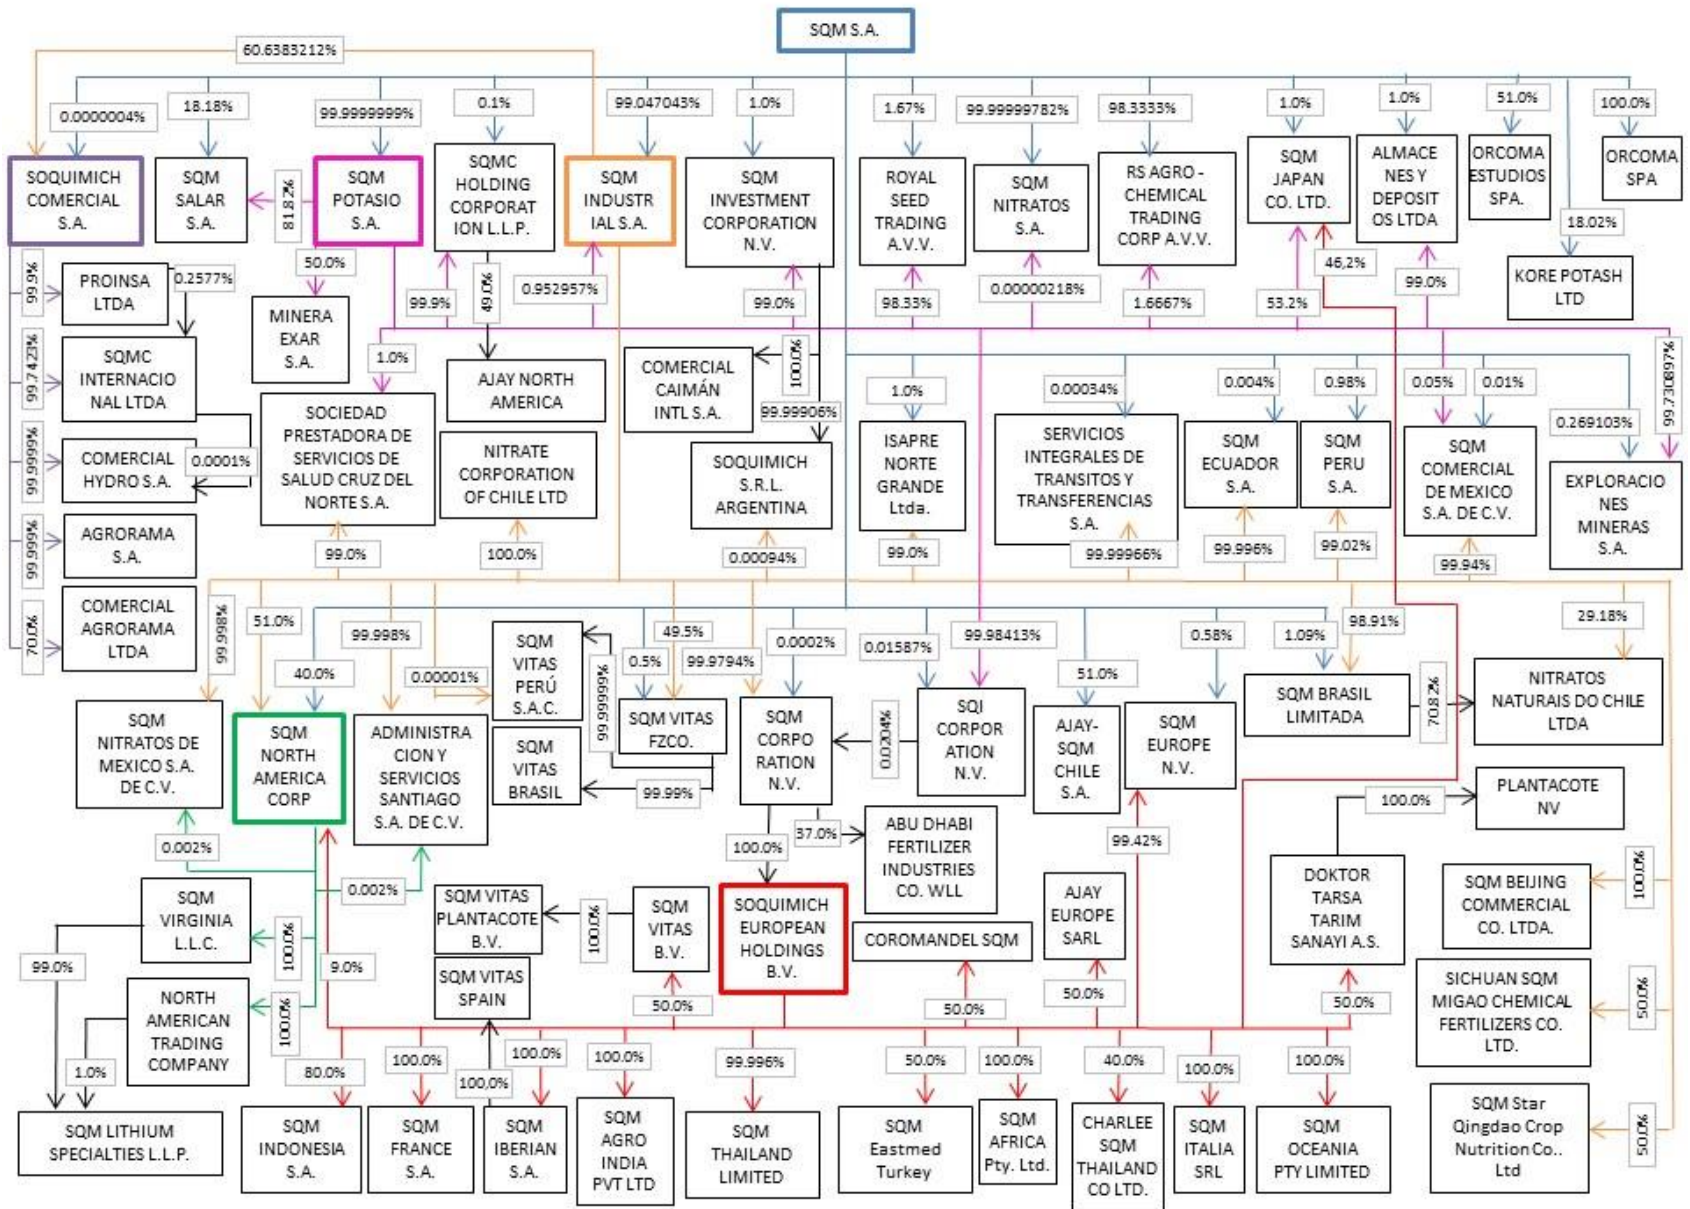 SQM S.A.
60.6383212%
0.0000004%
18.18%
99.9999999%
0.1%
99.047043%
1.0%
1.67%
99.99999782%
98.3333%
1.0%
1.0%
51.0%
100.0%
SOQUIMICH
COMERCIAL
S.A.
SQM
SALAR
S.A.
81.82%
SQM
POTASIO
S.A.
SQMC
HOLDING
CORPORAT
ION L.L.P.
SQM
INDUSTR
IAL S.A.
SQM
INVESTMENT
CORPORATION
N.V.
ROYAL
SEED
TRADING
A.V.V.
SQM
NITRATOS
S.A.
RS AGRO -
CHEMICAL
TRADING
CORP A.V.V.
SQM
JAPAN
CO. LTD.
ALMACE
NES Y
DEPOSIT
OS LTDA
ORCOMA
ESTUDIOS
SPA.
ORCOMA
SPA
18.02%
KORE POTASH
LTD
99.9%
PROINSA
LTDA
0.2577%
50.0%
99.9%
49.0%
0.952957%
99.0%
98.33%
0.00000218%
1.6667%
53.2%
46,2%
99.0%
MINERA
EXAR
S.A.
99.7423%
SQMC
INTERNACIO
NAL LTDA
1.0%
AJAY NORTH
AMERICA
COMERCIAL
CAIMÁN
INTL S.A.
100.0%
99.99906%
1.0%
0.00034%
0.004%
0.98%
0.05%
0.01%
0.269103%
99.730897%
99.9999%
COMERCIAL
HYDRO S.A.
0.0001%
SOCIEDAD
PRESTADORA DE
SERVICIOS DE
SALUD CRUZ DEL
NORTE S.A.
NITRATE
CORPORATION
OF CHILE LTD
SOQUIMICH
S.R.L.
ARGENTINA
ISAPRE
NORTE
GRANDE
Ltda.
SERVICIOS
INTEGRALES DE
TRANSITOS Y
TRANSFERENCIAS
S.A.
SQM
ECUADOR
S.A.
SQM
PERU
S.A.
SQM
COMERCIAL
DE MEXICO
S.A. DE C.V.
EXPLORACIO
NES
MINERAS
S.A.
99.999%
AGRORAMA
S.A.
99.0%
100.0%
0.00094%
99.0%
99.99966%
99.996%
99.02%
99.94%
70.0%
COMERCIAL
AGRORAMA
LTDA
99.998%
51.0%
40.0%
99.998%
0.00001%
SQM
VITAS
PERÚ
S.A.C.
99.99999%
0.5%
49.5%
99.9794%
0.0002%
0.01587%
99.98413%
51.0%
0.58%
1.09%
98.91%
29.18%
SQM
NITRATOS DE
MEXICO S.A.
DE C.V.
SQM
NORTH
AMERICA
CORP
ADMINISTRA
CION Y
SERVICIOS
SANTIAGO
S.A. DE C.V.
SQM
VITAS
BRASIL
SQM VITAS
FZCO.
99.99%
SQM
CORPO
RATION
N.V.
0.0204%
SQI
CORPOR
ATION
N.V.
AJAY-
SQM
CHILE
S.A.
SQM
EUROPE
N.V.
SQM BRASIL
LIMITADA
70.82%
NITRATOS
NATURAIS DO CHILE
LTDA
100.0%
PLANTACOTE
NV
0.002%
0.002%
100.0%
37.0%
ABU DHABI
FERTILIZER
INDUSTRIES
CO. WLL
99.42%
DOKTOR
TARSA
TARIM
SANAYI A.S.
SQM BEIJING
COMMERCIAL
CO. LTDA.
100.0%
SQM
VIRGINIA
L.L.C.
100.0%
SQM VITAS
PLANTACOTE
B.V.
100.0%
SQM
VITAS
B.V.
SOQUIMICH
EUROPEAN
HOLDINGS
B.V.
COROMANDEL SQM
AJAY
EUROPE
SARL
99.0%
9.0%
SQM VITAS
SPAIN
50.0%
50.0%
50.0%
50.0%
SICHUAN SQM
MIGAO CHEMICAL
FERTILIZERS CO.
LTD.
50.0%
NORTH
AMERICAN
TRADING
COMPANY
100.0%
1.0%
80.0%
100.0%
100,0%
100.0%
100.0%
99.996%
50.0%
100.0%
40.0%
100.0%
100.0%
SQM LITHIUM
SPECIALTIES L.L.P.
SQM
INDONESIA
S.A.
SQM
FRANCE
S.A.
SQM
IBERIAN
S.A.
SQM
AGRO
INDIA
PVT LTD
SQM
THAILAND
LIMITED
SQM
Eastmed
Turkey
SQM
AFRICA
Pty. Ltd.
CHARLEE
SQM
THAILAND
CO LTD.
SQM
ITALIA
SRL
SQM
OCEANIA
PTY LIMITED
SQM Star
Qingdao Crop
Nutrition Co..
Ltd
50.0%